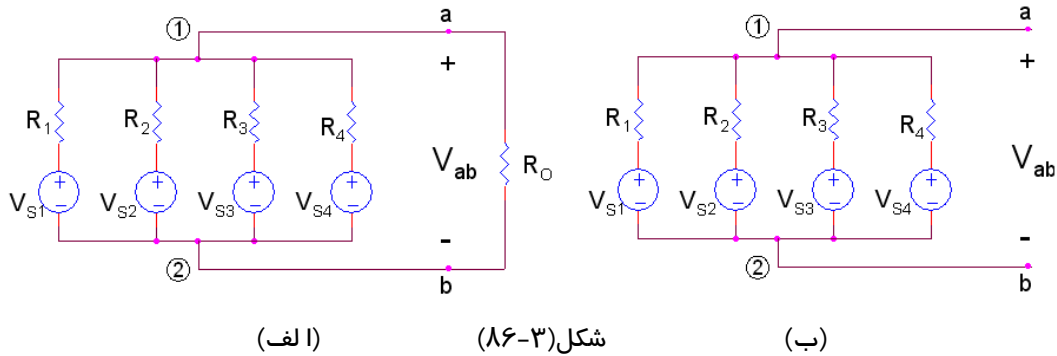 ① a
+
R1 R2 R3 R4
Vab RO
VS1 VS2 VS3 VS4
-
② b
① a
+
R1 R2 R3 R4
Vab
VS1 VS2 VS3 VS4
-
② b
(ا لف) شکل(۳-۸۶) (ب)